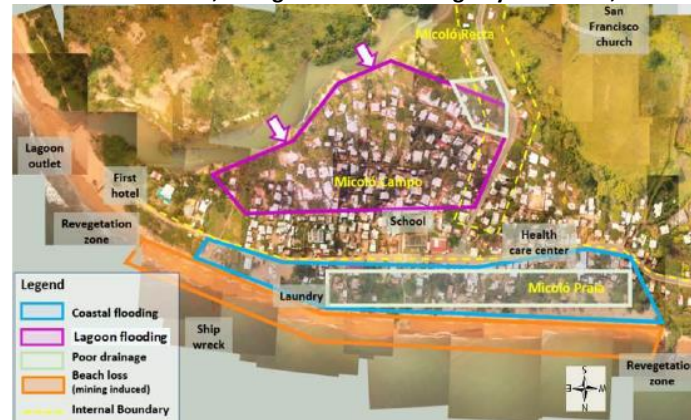 San
Francisco
church
Micoló Recta
Lagoon
outlet
First
hotel
Micoló Campo
School
Revegetation
zone
Health
care center
Legend
Coastal flooding
Lagoon flooding
Poor drainage
Beach loss
(mining induced)
Internal Boundary
Laundry
Micoló Praia
Ship
wreck
Revegetation
zone
S
E
W
N